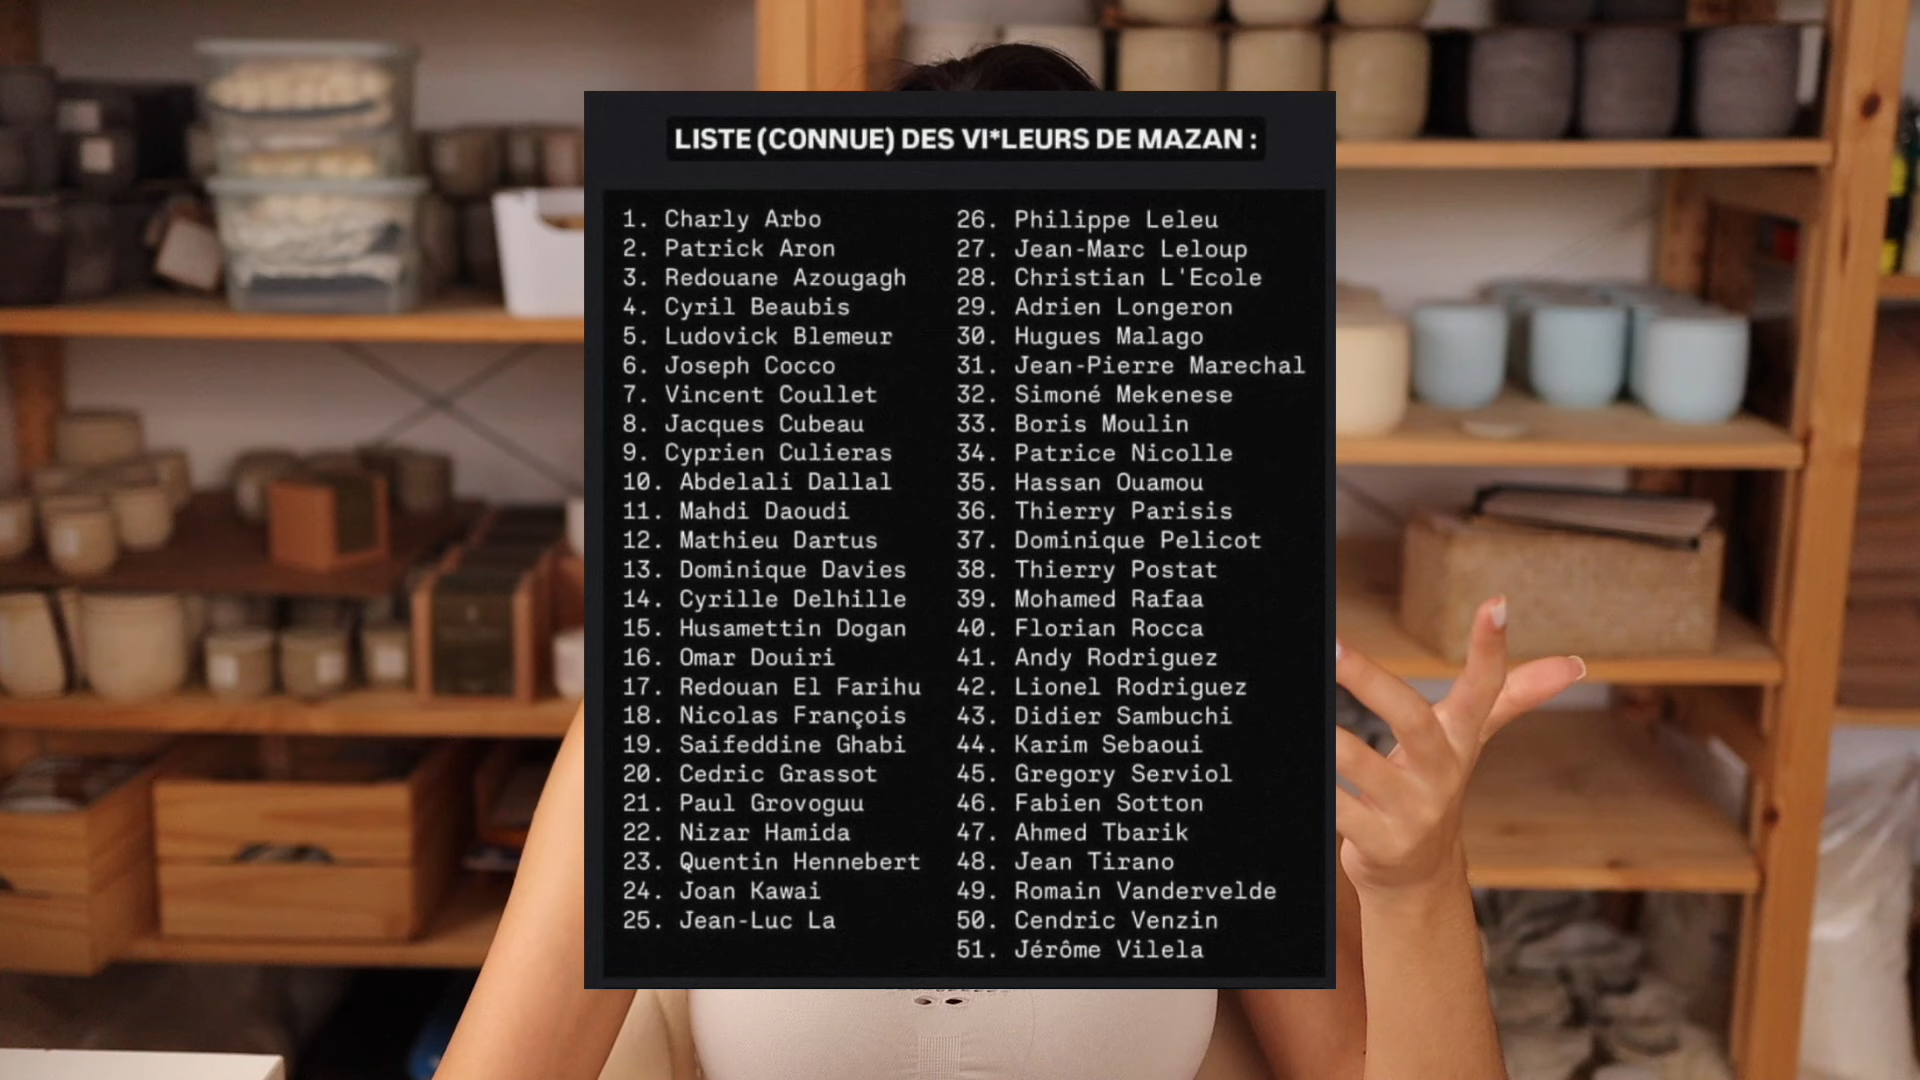 LISTE (CONNUE) DES VI*LEURS DE MAZAN :
1. Charly Arbo
2. Patrick Aron
3. Redouane Azougagh
4. Cyril Beaubis
5. Ludovick Blemeur
6. Joseph Cocco
7. Vincent Coullet
8. Jacques Cubeau
9. Cyprien Culieras
10. Abdelali Dallal
11. Mahdi Daoudi
12. Mathieu Dartus
13. Dominique Davies
14. Cyrille Delhille
15. Husamettin Dogan
16. Omar Douiri
17. Redouan El Farihu
18. Nicolas François
19. Saifeddine Ghabi
20. Cedric Grassot
21. Paul Grovoguu
22. Nizar Hamida
23. Quentin Hennebert
24. Joan Kawai
25. Jean-Luc La
26. Philippe Leleu
27. Jean-Marc Leloup
28. Christian L'Ecole
29. Adrien Longeron
30. Hugues Malago
31. Jean-Pierre Marechal
32. Simoné Mekenese
33. Boris Moulin
34. Patrice Nicolle
35. Hassan Ouamou
36. Thierry Parisis
37. Dominique Pelicot
38. Thierry Postat
39. Mohamed Rafaa
40. Florian Rocca
41. Andy Rodriguez
42. Lionel Rodriguez
43. Didier Sambuchi
44. Karim Sebaoui
45. Gregory Serviol
46. Fabien Sotton
47. Ahmed Tbarik
48. Jean Tirano
49. Romain Vandervelde
50. Cendric Venzin
51. Jérôme Vilela